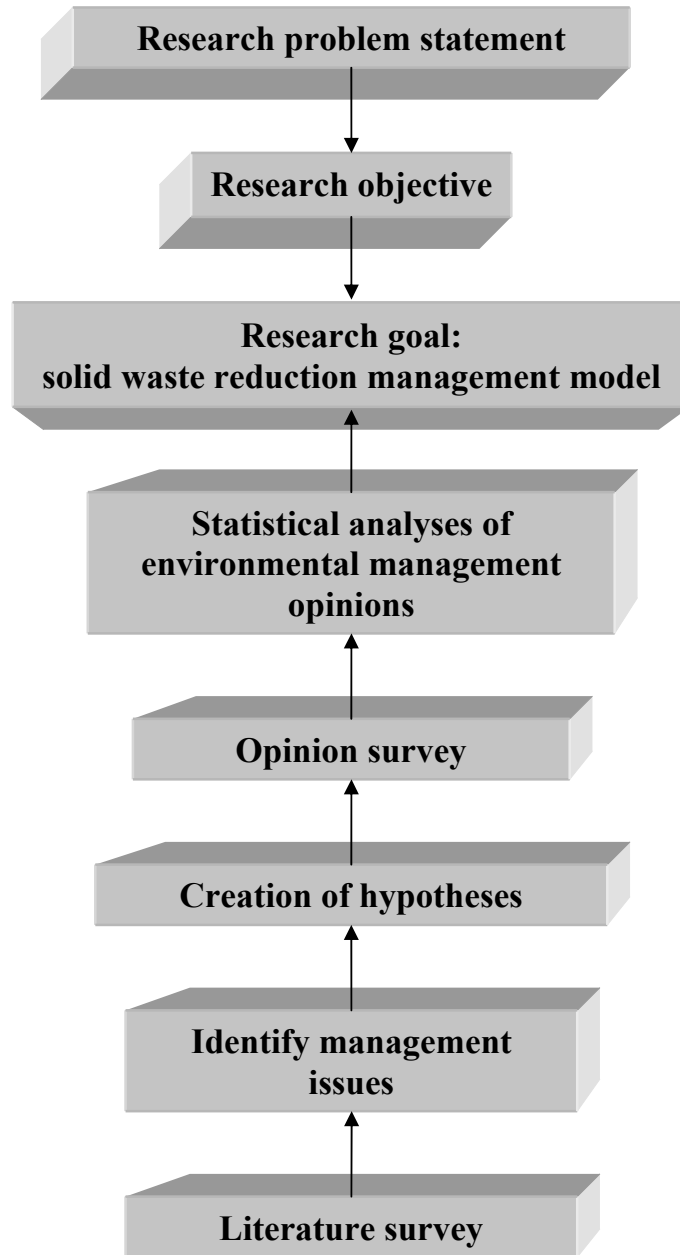 Research problem statement
Research objective
Research goal:
solid waste reduction management model
Statistical analyses of
environmental management
opinions
Opinion survey
Creation of hypotheses
Identify management
issues
Literature survey